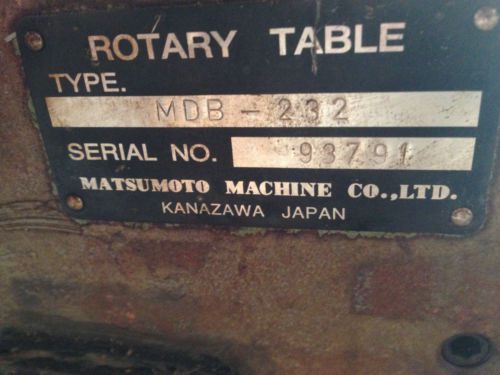 ROTARY TABLE
TYPE. MDB-232
SERIAL NO. 93791
MATSUMOTO MACHINE CO.,LTD.
KANAZAWA JAPAN